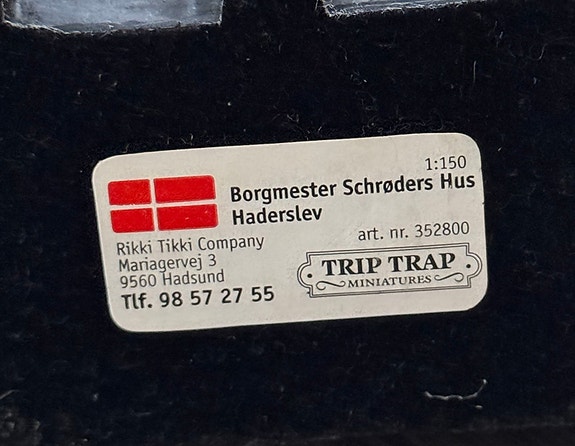 1:150
Borgmester Schrøders Hus
Haderslev
art. nr. 352800
Rikki Tikki Company
Mariagervej 3
9560 Hadsund
Tlf. 98 57 27 55
TRIP TRAP
MINIATURES